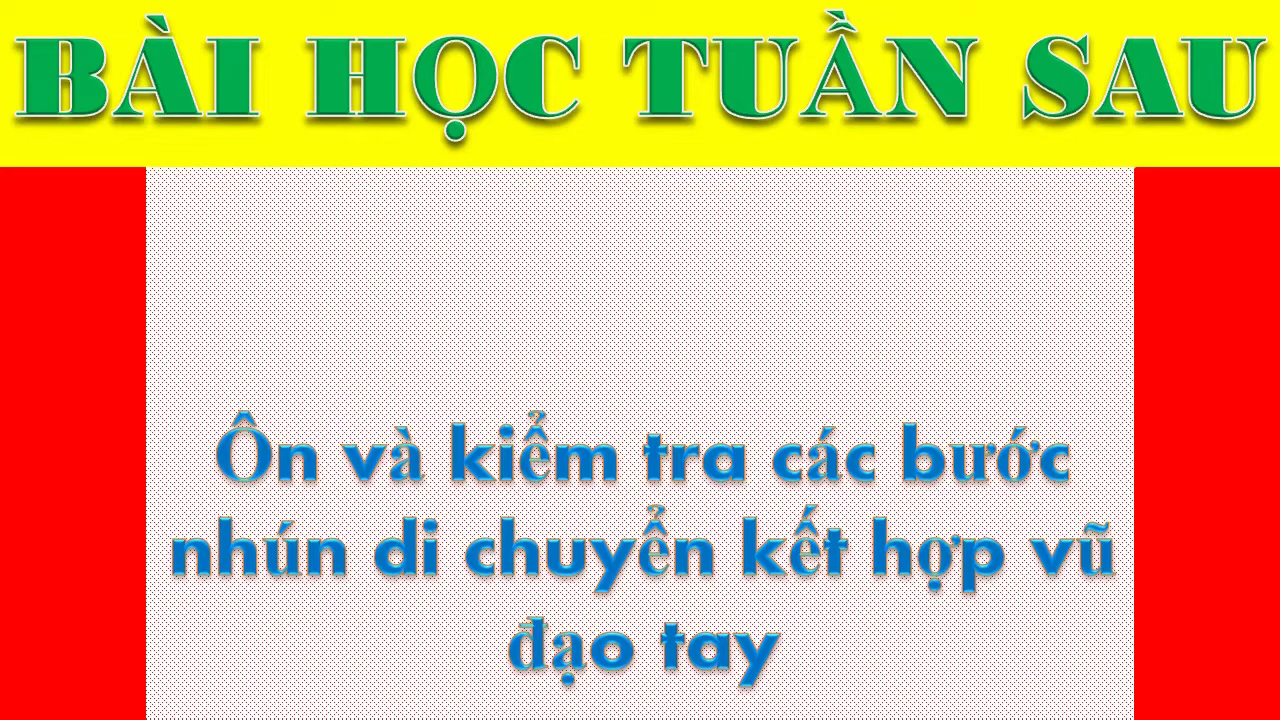 BÀI HỌC TUẦN SAU
Ôn và kiểm tra các bước
nhún di chuyển kết hợp vũ
đạo tay